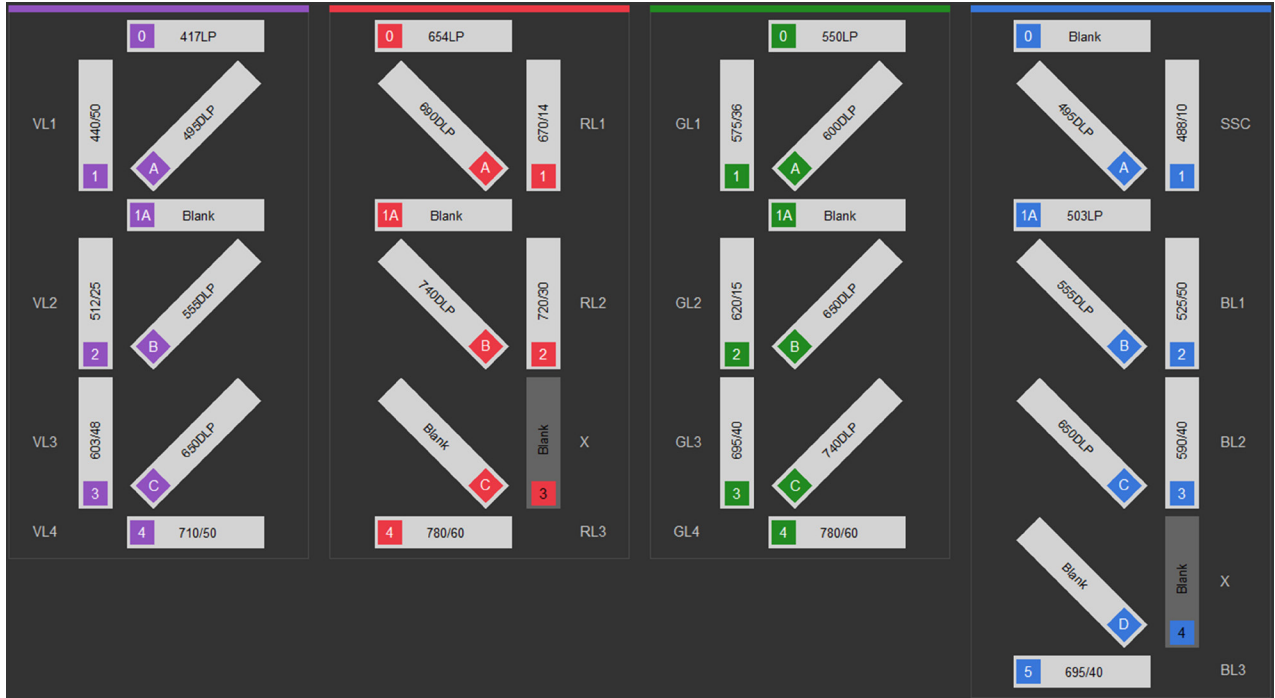 0 417LP
VL1
440/50
1
495DLP
A
1A Blank
VL2
512/25
2
555DLP
B
VL3
603/48
3
650DLP
C
VL4
4 710/50
0 654LP
690DLP
A
670/14
1
RL1
1A Blank
740DLP
B
720/30
2
RL2
Blank
C
Blank
3
X
4 780/60
RL3
0 550LP
GL1
575/36
1
600DLP
A
1A Blank
GL2
620/15
2
650DLP
B
GL3
695/40
3
740DLP
C
GL4
4 780/60
0 Blank
495DLP
A
488/10
1
SSC
1A 503LP
555DLP
B
525/50
2
BL1
650DLP
C
590/40
3
BL2
Blank
D
Blank
4
X
5 695/40
BL3